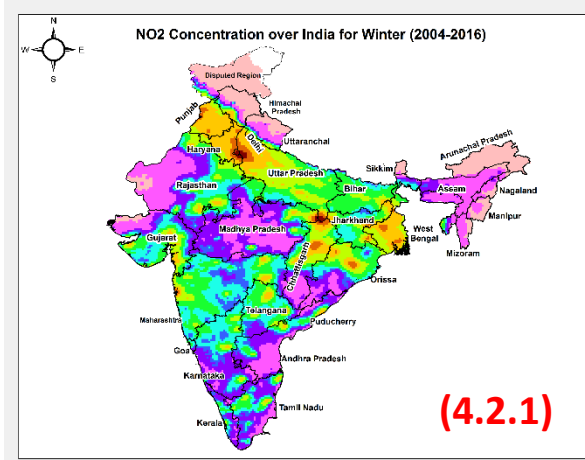 NO2 Concentration over India for Winter (2004-2016)
N
W E
S
Disputed Region
Himachal
Pradesh
Punjab
Uttaranchal
Haryana
Delhi
Arunachal Pradesh
Sikkim
Uttar Pradesh
Rajasthan
Bihar
Assam
Nagaland
Manipur
Jharkhand
West
Bengal
Gujarat
Madhya Pradesh
Mizoram
Chhattisgarh
Orissa
Telangana
Maharashtra
Puducherry
Goa
Andhra Pradesh
Karnataka
Tamil Nadu
Kerala
(4.2.1)